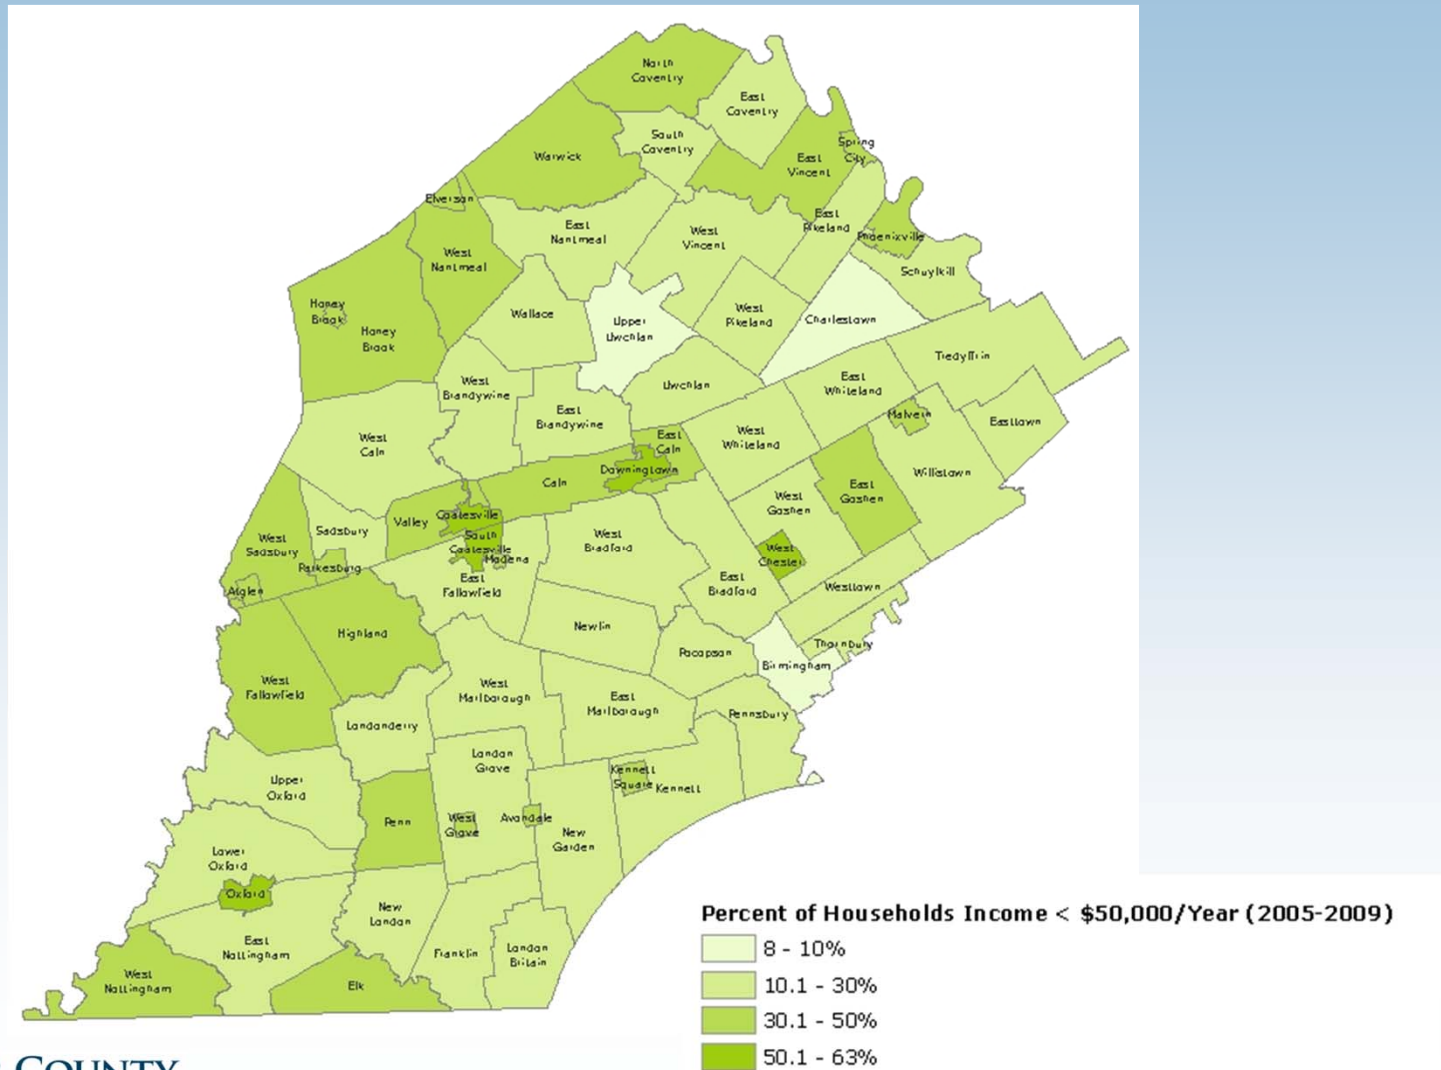 North
Coventry
East
Coventry
South
Coventry
Spring
City
Warwick
East
Vincent
Elverson
East
Nantmeal
West
Vincent
East
Pikeland
Phoenixville
West
Nantmeal
Schuylkill
Honey
Brook
Honey
Brook
Wallace
Upper
Uwchlan
West
Pikeland
Charlestown
Tredyffrin
West
Brandywine
Uwchlan
East
Whiteland
East
Brandywine
Malvern
Easttown
West
Caln
East
Caln
West
Whiteland
Downingtown
Willistown
Caln
East
Goshen
West
Goshen
Valley
Coatesville
Sadsbury
West
Sadsbury
South
Coatesville
Modena
West
Bradford
West
Chester
Parkesburg
Atglen
East
Fallowfield
East
Bradford
Westtown
Highland
Newlin
Thornbury
Pocopson
Birmingham
West
Fallowfield
West
Marlborough
East
Marlborough
Pennsbury
Londonderry
London
Grove
Upper
Oxford
Kennett
Square
Kennett
Penn
West
Grove
Avondale
New
Garden
Lower
Oxford
Oxford
New
London
East
Nottingham
Franklin
London
Britain
West
Nottingham
Elk
Percent of Households Income < $50,000/Year (2005-2009)
8 - 10%
10.1 - 30%
30.1 - 50%
50.1 - 63%
COUNTY